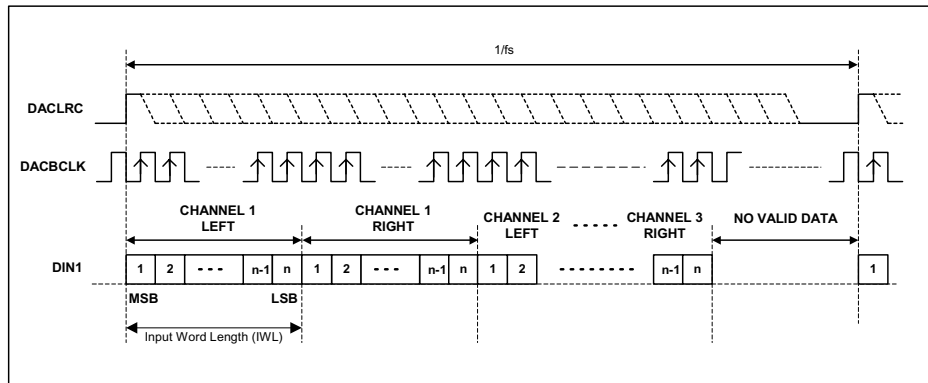 1/fs
DACLRC
DACBCLK
CHANNEL 1
LEFT
CHANNEL 1
RIGHT
CHANNEL 2
LEFT
CHANNEL 3
RIGHT
NO VALID DATA
DIN1
1 2 n-1 n 1 2 n-1 n 1 2 n-1 n 1
MSB LSB
Input Word Length (IWL)